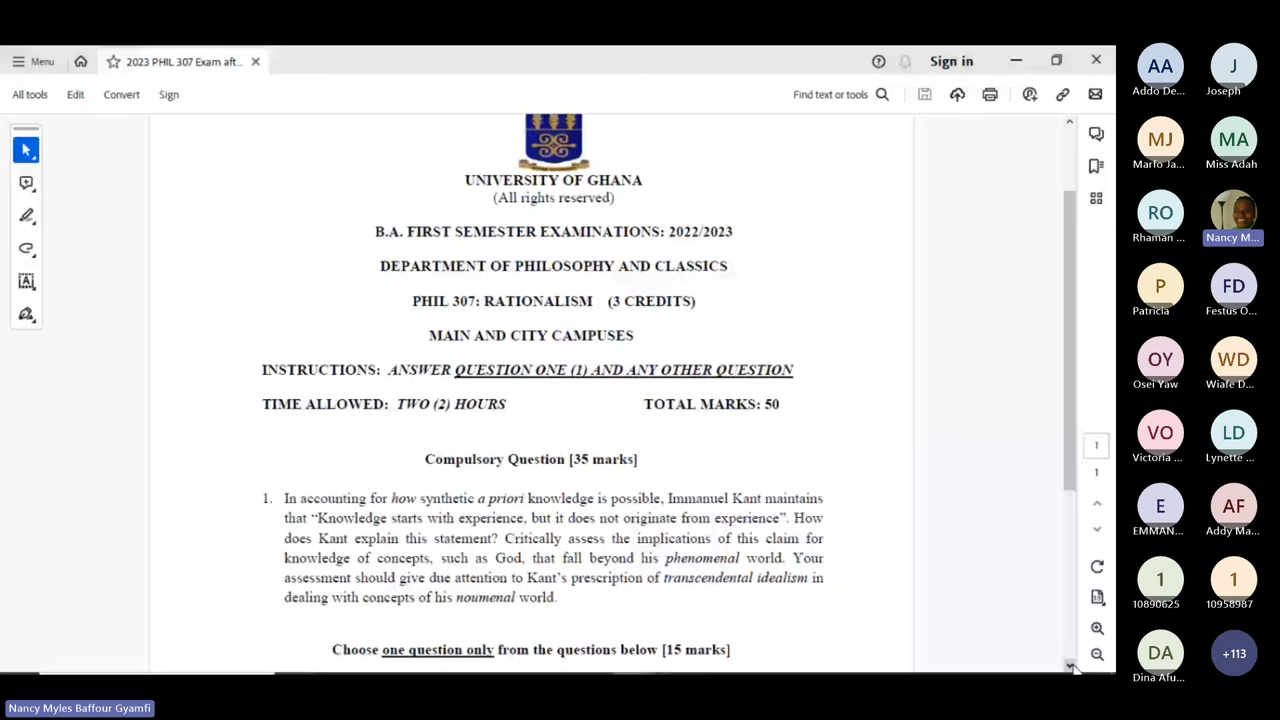 Menu
2023 PHIL 307 Exam aft...
Sign in
All tools
Edit
Convert
Sign
Find text or tools
UNIVERSITY OF GHANA
(All rights reserved)
B.A. FIRST SEMESTER EXAMINATIONS: 2022/2023
DEPARTMENT OF PHILOSOPHY AND CLASSICS
PHIL 307: RATIONALISM (3 CREDITS)
MAIN AND CITY CAMPUSES
INSTRUCTIONS: ANSWER QUESTION ONE (1) AND ANY OTHER QUESTION
TIME ALLOWED: TWO (2) HOURS TOTAL MARKS: 50
Compulsory Question [35 marks]
1. In accounting for how synthetic a priori knowledge is possible, Immanuel Kant maintains
that “Knowledge starts with experience, but it does not originate from experience”. How
does Kant explain this statement? Critically assess the implications of this claim for
knowledge of concepts, such as God, that fall beyond his phenomenal world. Your
assessment should give due attention to Kant’s prescription of transcendental idealism in
dealing with concepts of his noumenal world.
Choose one question only from the questions below [15 marks]
1
1
AA
Addo De...
J
Joseph
MJ
Marfo Ja...
MA
Miss Adah
RO
Rhaman ...
Nancy M...
P
Patricia
FD
Festus O...
OY
Osei Yaw
WD
Wiafe D...
VO
Victoria ...
LD
Lynette ...
E
EMMAN...
AF
Addy Ma...
1
10890625
1
10958987
DA
Dina Afu...
+113
Nancy Myles Baffour Gyamfi